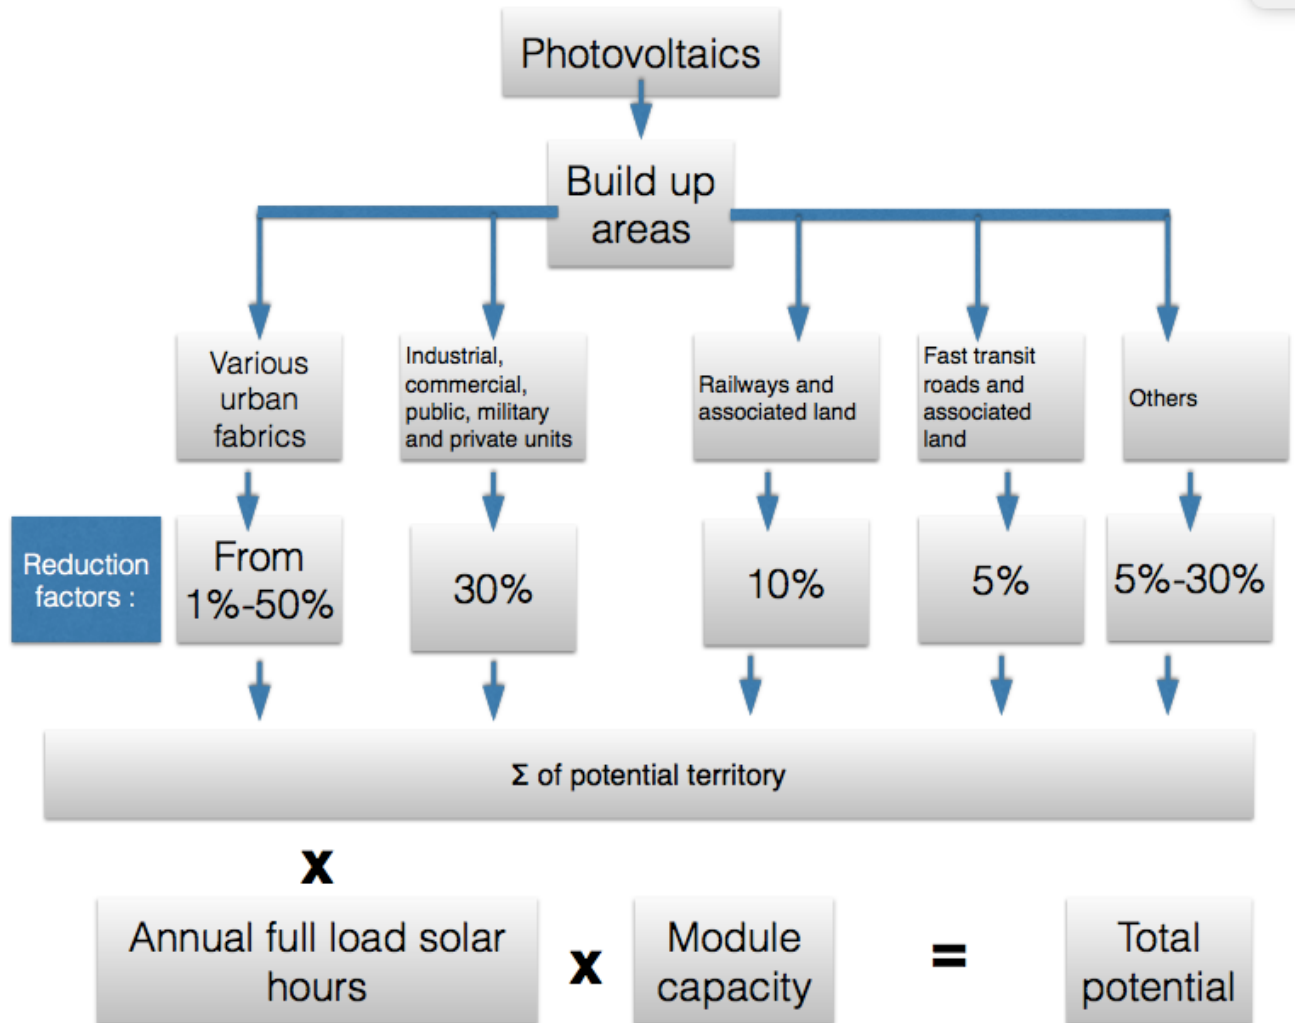 Photovoltaics
Build up
areas
Various
urban
fabrics
Industrial,
commercial,
public, military
and private units
Railways and
associated land
Fast transit
roads and
associated
land
Others
Reduction
factors :
From
1%-50%
30%
10%
5%
5%-30%
Σ of potential territory
x
Annual full load solar
hours
x
Module
capacity
=
Total
potential